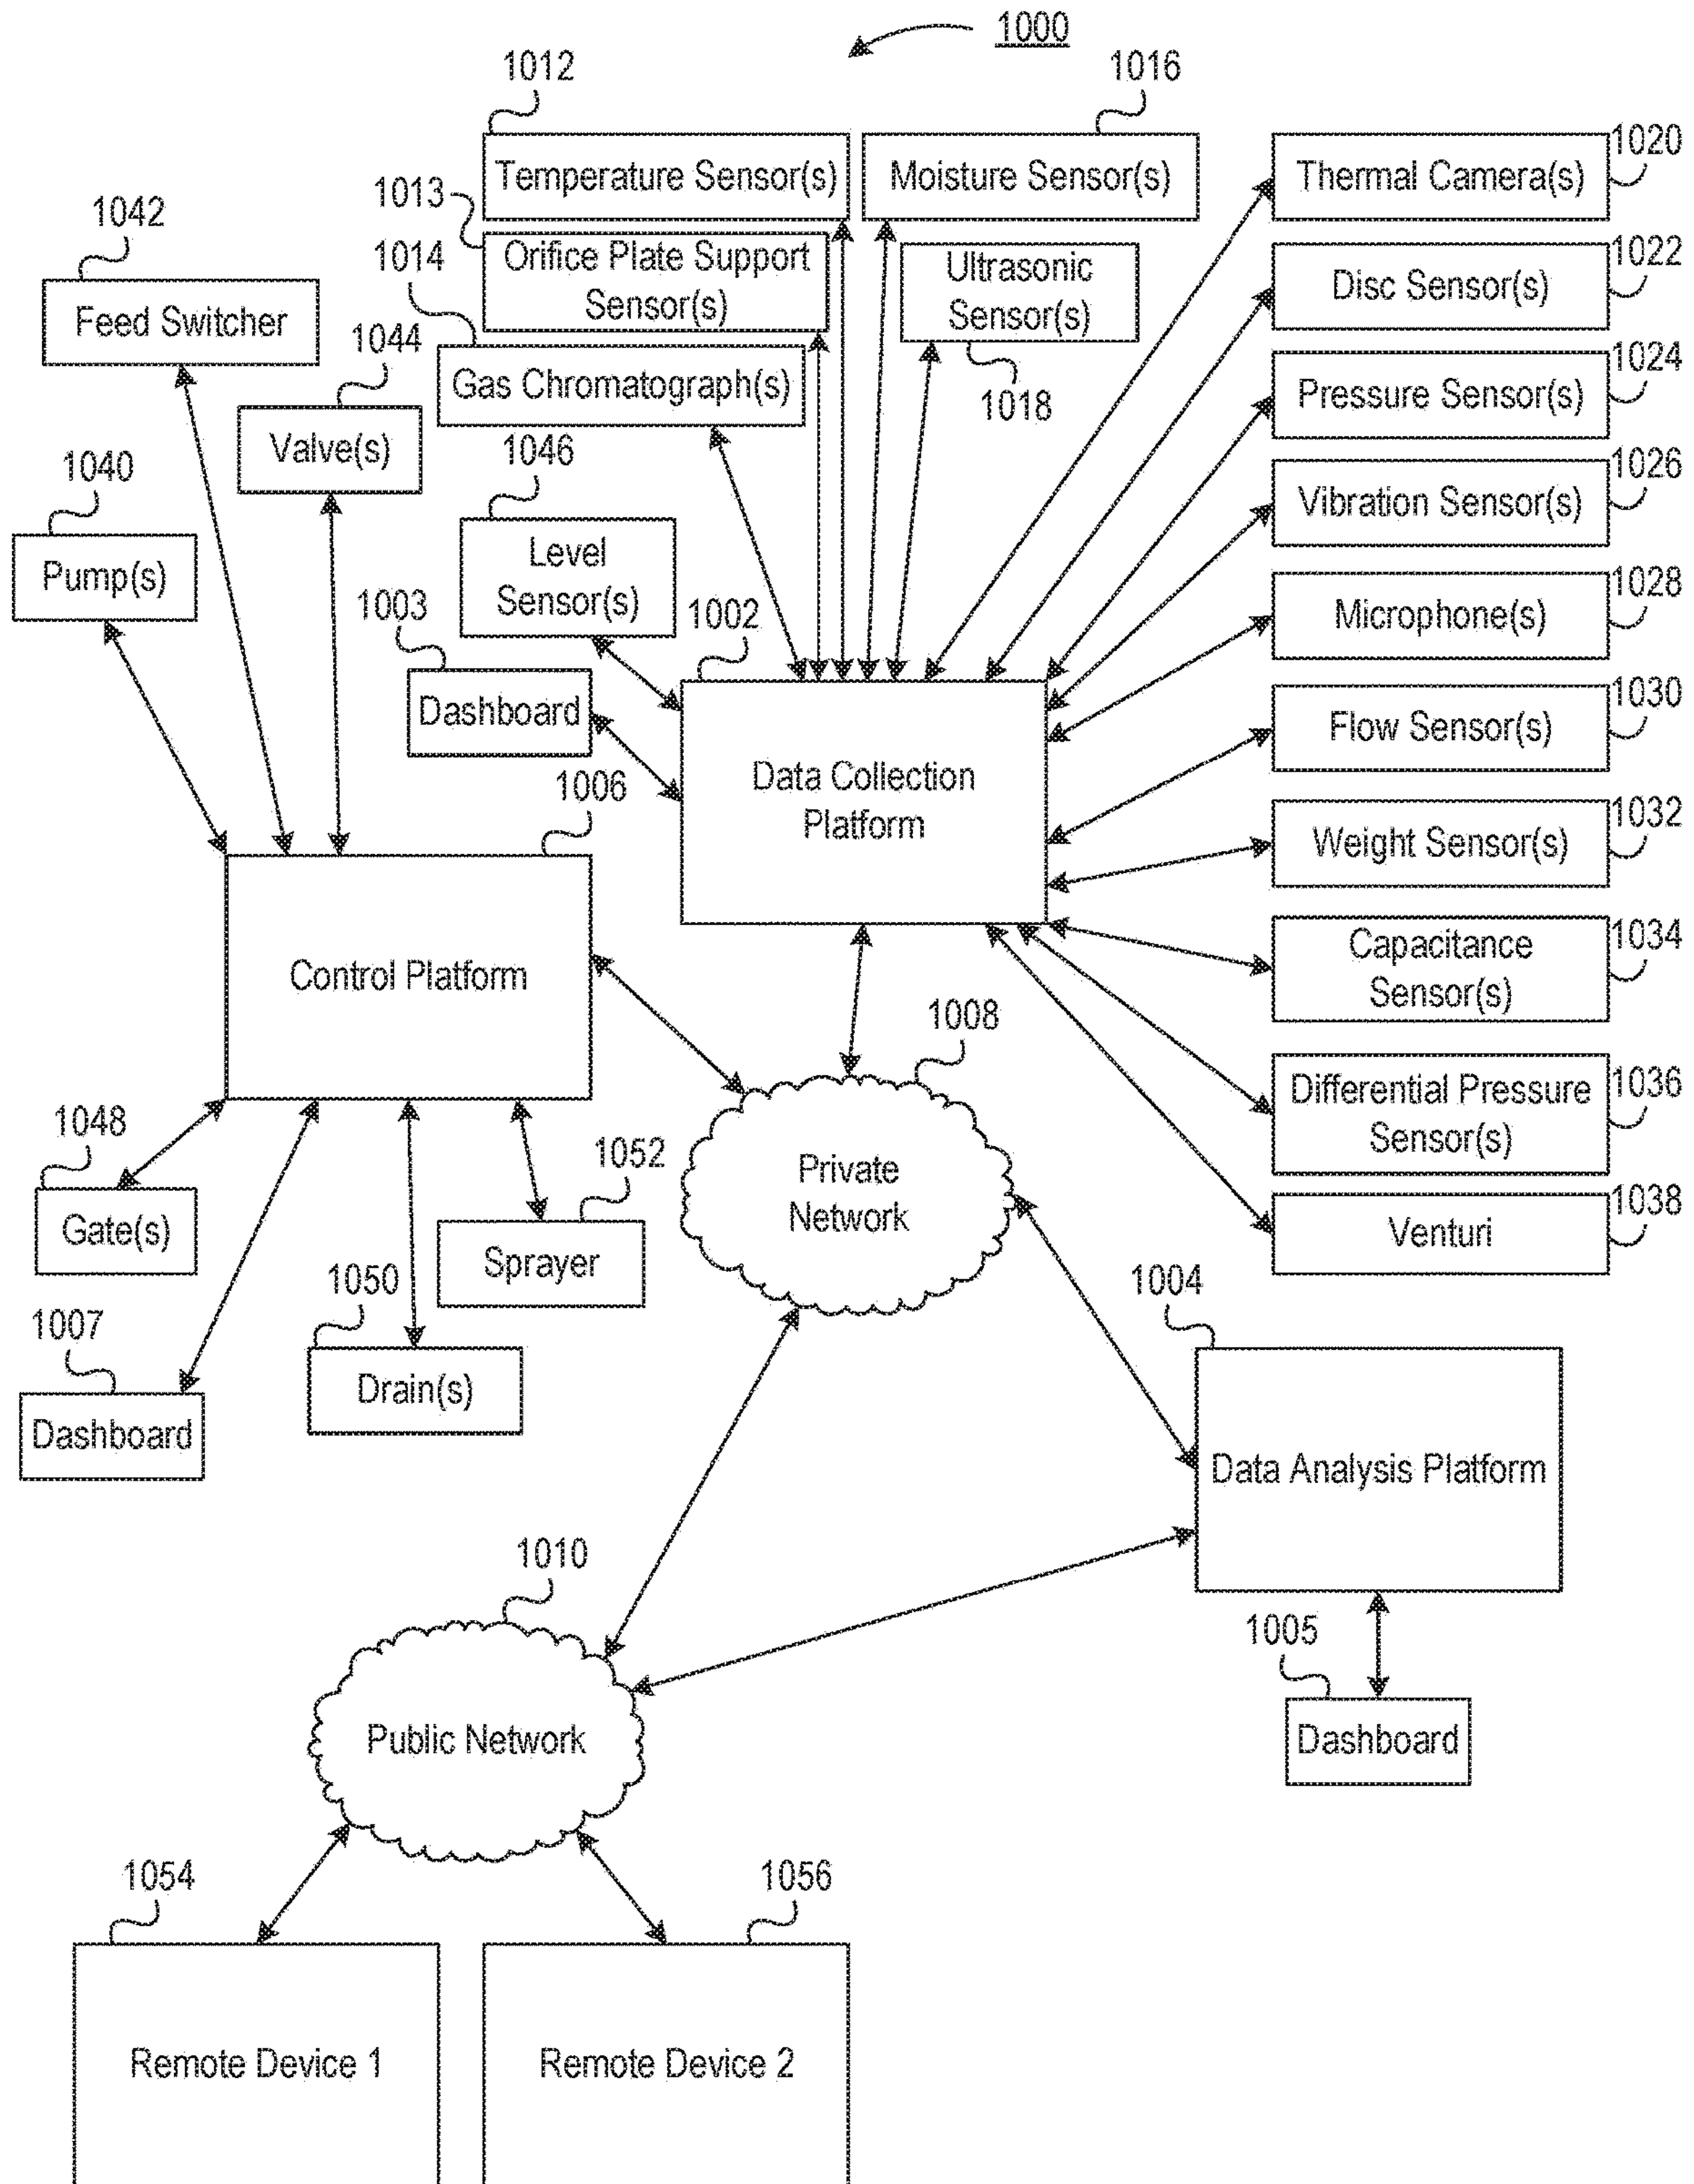 1000
1012
1016
Temperature Sensor(s)
Moisture Sensor(s)
Thermal Camera(s)
1020
1013
1042
1014
Orifice Plate Support
Sensor(s)
Ultrasonic
Sensor(s)
Disc Sensor(s)
1022
Feed Switcher
1044
Gas Chromatograph(s)
1018
Pressure Sensor(s)
1024
Valve(s)
1040
1046
Vibration Sensor(s)
1026
Pump(s)
Level
Sensor(s)
1003
1002
Microphone(s)
1028
Dashboard
Flow Sensor(s)
1030
1006
Data Collection
Platform
Weight Sensor(s)
1032
Control Platform
1008
Capacitance
Sensor(s)
1034
Differential Pressure
Sensor(s)
1036
1048
1052
Private
Network
Gate(s)
Sprayer
Venturi
1038
1050
1004
1007
Drain(s)
Dashboard
Data Analysis Platform
1010
1005
Public Network
Dashboard
1054
1056
Remote Device 1
Remote Device 2